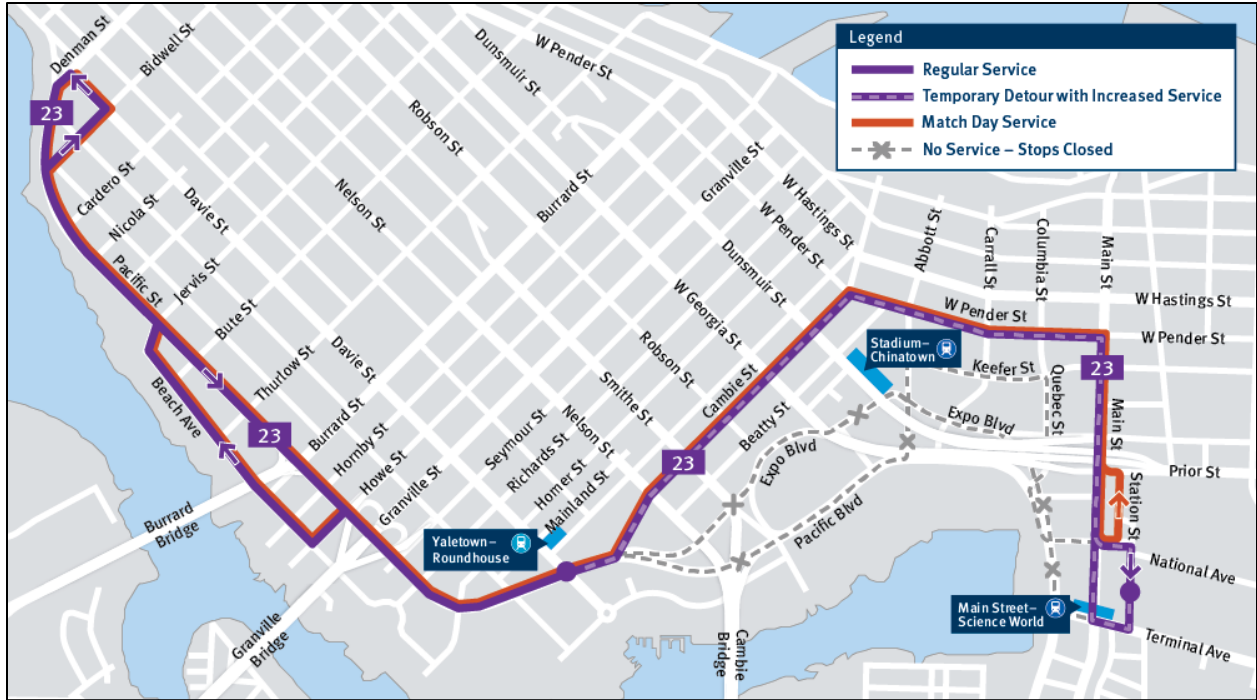 Legend
Regular Service
Temporary Detour with Increased Service
Match Day Service
No Service – Stops Closed
Denman St
Bidwell St
Dunsmuir St
W Pender St
23
Robson St
Cardero St
Nicola St
Davie St
Nelson St
Burrard St
Granville St
W Hastings St
W Pender St
Dunsmuir St
Abbott St
Carrall St
Columbia St
Main St
Pacific St
Jervis St
Bute St
W Georgia St
W Pender St
W Hastings St
W Pender St
Stadium–
Chinatown
Keefer St
Quebec St
23
Main St
Thurlow St
Davie St
Robson St
Smithe St
Cambie St
Beatty St
Expo Blvd
Expo Blvd
Prior St
Beach Ave
23
Burrard St
Hornby St
Howe St
Granville St
Seymour St
Richards St
Homer St
Mainland St
Nelson St
23
Pacific Blvd
Station St
Burrard
Bridge
Yaletown–
Roundhouse
National Ave
Main Street–
Science World
Terminal Ave
Granville
Bridge
Cambie
Bridge